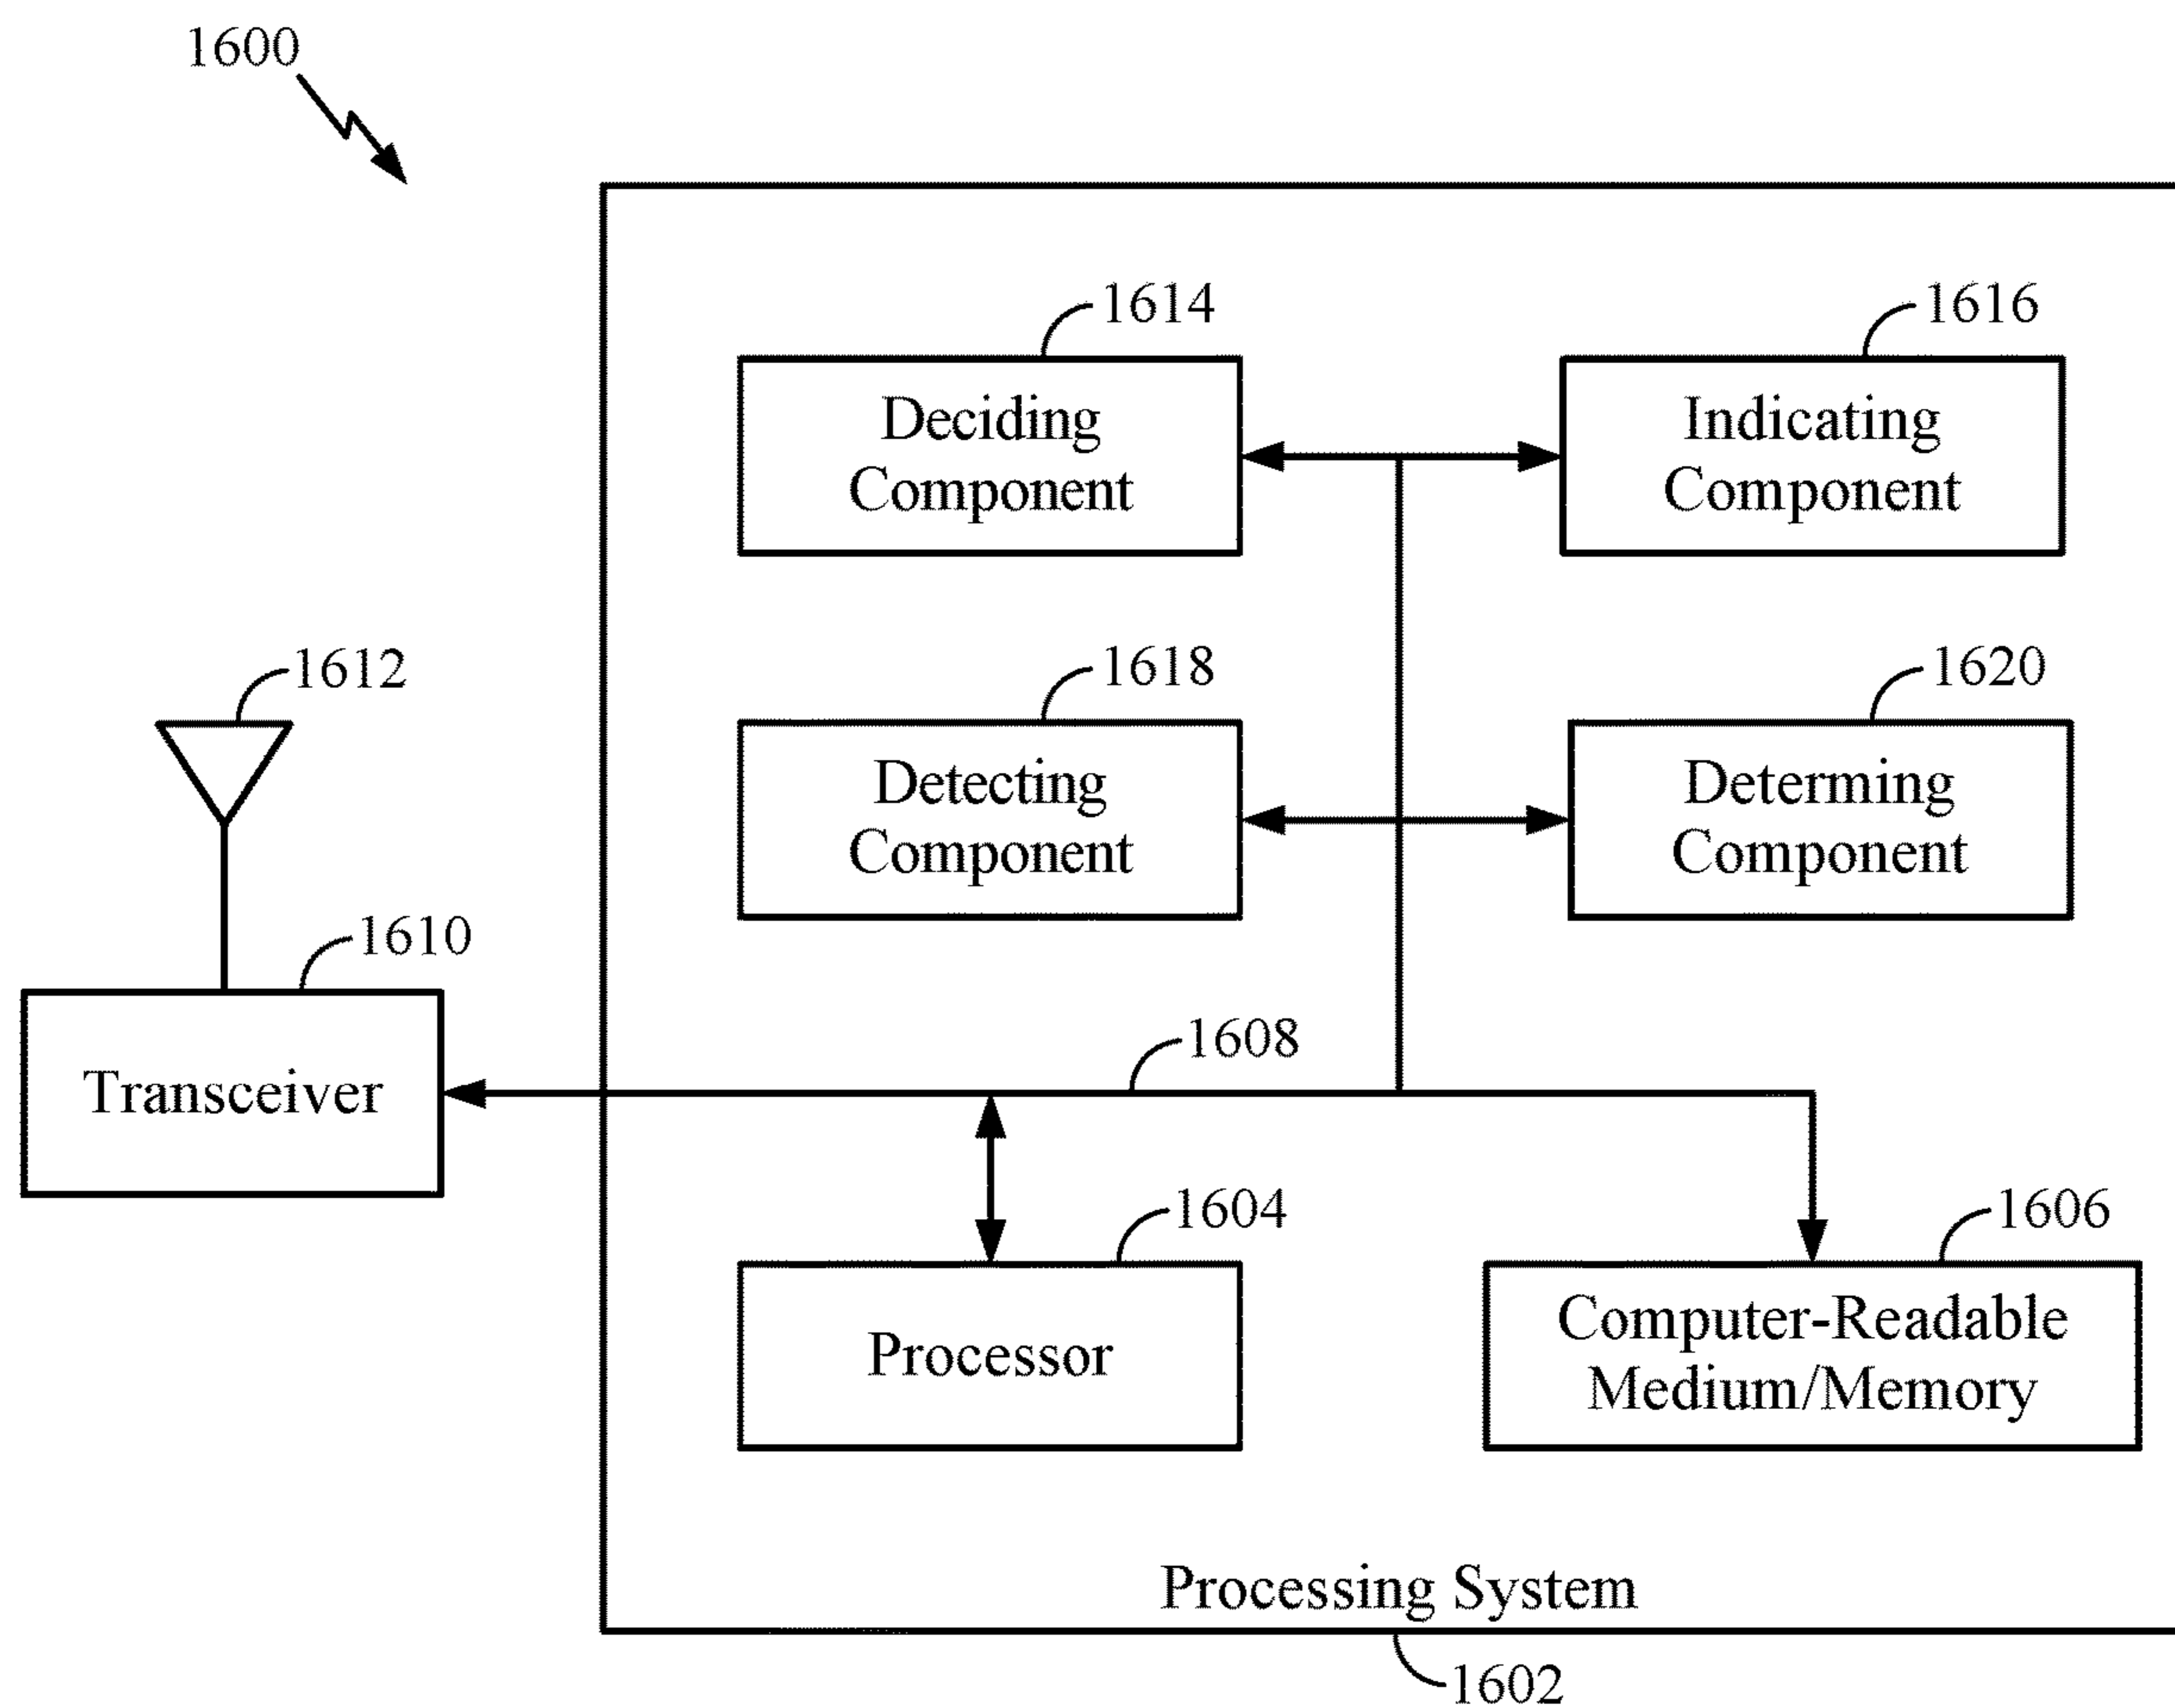 1600
1614
1616
Deciding
Component
Indicating
Component
1612
1618
1620
Detecting
Component
Determing
Component
1610
1608
Transceiver
1604
1606
Processor
Computer-Readable
Medium/Memory
Processing System
1602